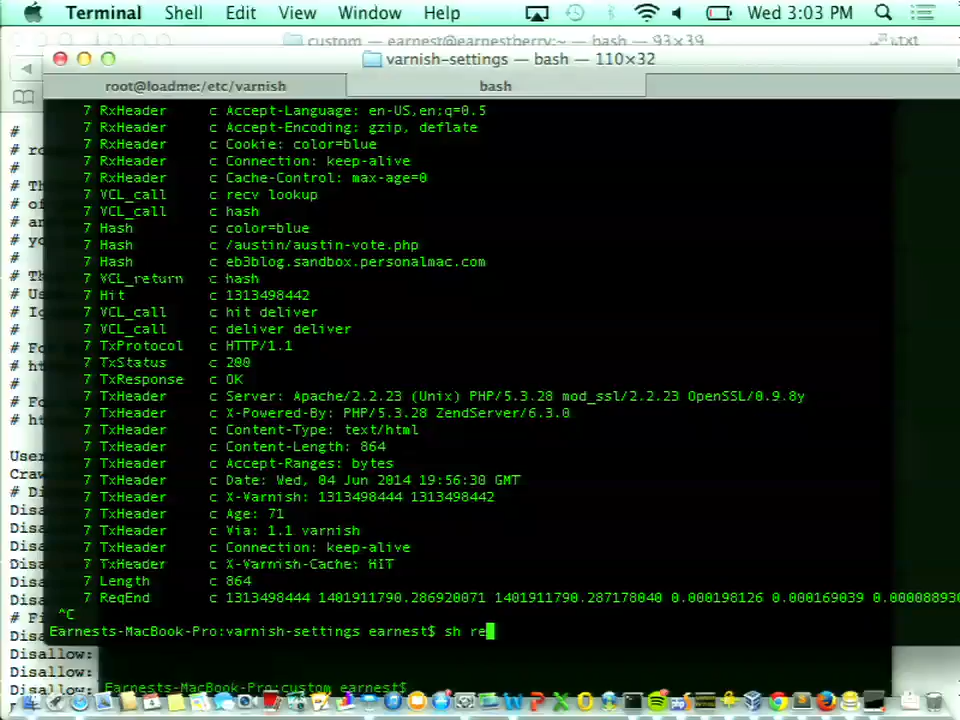 Terminal Shell Edit View Window Help Wed 3:03 PM
custom — earnest@earnestberry:~ — bash — 93×39
varnish-settings — bash — 110×32
root@loadme:/etc/varnish bash
7 RxHeader c Accept-Language: en-US,en;q=0.5
7 RxHeader c Accept-Encoding: gzip, deflate
7 RxHeader c Cookie: color=blue
7 RxHeader c Connection: keep-alive
7 RxHeader c Cache-Control: max-age=0
7 VCL_call c recv lookup
7 VCL_call c hash
7 Hash c color=blue
7 Hash c /austin/austin-vote.php
7 Hash c eb3blog.sandbox.personalmac.com
7 VCL_return c hash
7 Hit c 1313498442
7 VCL_call c hit deliver
7 VCL_call c deliver deliver
7 TxProtocol c HTTP/1.1
7 TxStatus c 200
7 TxResponse c OK
7 TxHeader c Server: Apache/2.2.23 (Unix) PHP/5.3.28 mod_ssl/2.2.23 OpenSSL/0.9.8y
7 TxHeader c X-Powered-By: PHP/5.3.28 ZendServer/6.3.0
7 TxHeader c Content-Type: text/html
7 TxHeader c Content-Length: 864
7 TxHeader c Accept-Ranges: bytes
7 TxHeader c Date: Wed, 04 Jun 2014 19:56:30 GMT
7 TxHeader c X-Varnish: 1313498444 1313498442
7 TxHeader c Age: 71
7 TxHeader c Via: 1.1 varnish
7 TxHeader c Connection: keep-alive
7 TxHeader c X-Varnish-Cache: HIT
7 Length c 864
7 ReqEnd c 1313498444 1401911790.286920071 1401911790.287178040 0.000198126 0.000169039 0.00008893
^C
Earnests-MacBook-Pro:varnish-settings earnest$ sh re
Disallow:
Disallow:
Disallow:
Earnests-MacBook-Pro:custom earnest$